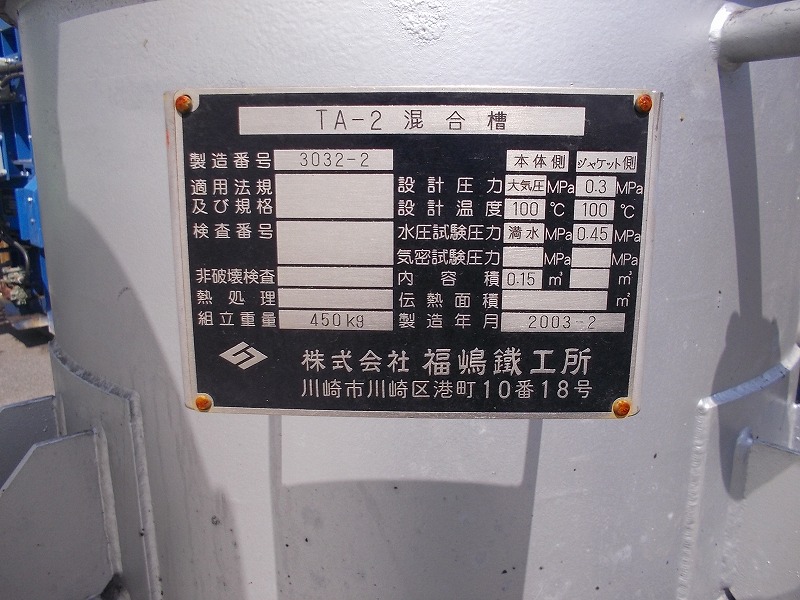 TA-2 混合槽
本体側 ジャケット側
製造番号 3032-2
適用法規 設計圧力 大気圧 MPa 0.3 MPa
及び規格 設計温度 100 ℃ 100 ℃
検査番号 水圧試験圧力 満水 MPa 0.45 MPa
気密試験圧力 MPa MPa
非破壊検査 内容積 0.15 m³ m³
熱処理 伝熱面積 m²
組立重量 450kg 製造年月 2003-2
株式会社 福嶋鐵工所
川崎市川崎区港町10番18号